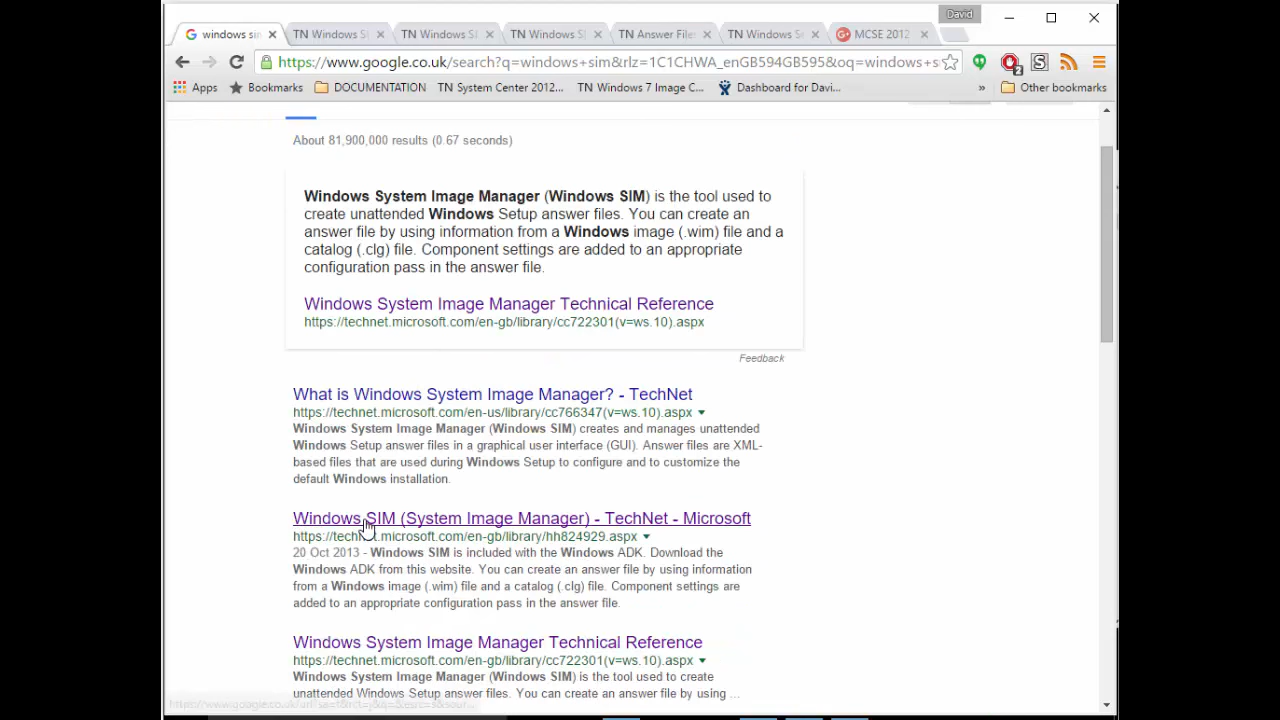 David
windows sin
TN Windows S
TN Windows S
TN Windows S
TN Answer File
TN Windows Se
MCSE 2012
https://www.google.co.uk/search?q=windows+sim&rlz=1C1CHWA_enGB594GB595&oq=windows+s
2
S
Apps
Bookmarks
DOCUMENTATION
TN System Center 2012...
TN Windows 7 Image C...
Dashboard for Davi...
»
Other bookmarks
About 81,900,000 results (0.67 seconds)
Windows System Image Manager (Windows SIM) is the tool used to
create unattended Windows Setup answer files. You can create an
answer file by using information from a Windows image (.wim) file and a
catalog (.clg) file. Component settings are added to an appropriate
configuration pass in the answer file.
Windows System Image Manager Technical Reference
https://technet.microsoft.com/en-gb/library/cc722301(v=ws.10).aspx
Feedback
What is Windows System Image Manager? - TechNet
https://technet.microsoft.com/en-us/library/cc766347(v=ws.10).aspx
Windows System Image Manager (Windows SIM) creates and manages unattended
Windows Setup answer files in a graphical user interface (GUI). Answer files are XML-
based files that are used during Windows Setup to configure and to customize the
default Windows installation.
Windows SIM (System Image Manager) - TechNet - Microsoft
https://technet.microsoft.com/en-gb/library/hh824929.aspx
20 Oct 2013 - Windows SIM is included with the Windows ADK. Download the
Windows ADK from this website. You can create an answer file by using information
from a Windows image (.wim) file and a catalog (.clg) file. Component settings are
added to an appropriate configuration pass in the answer file.
Windows System Image Manager Technical Reference
https://technet.microsoft.com/en-gb/library/cc722301(v=ws.10).aspx
Windows System Image Manager (Windows SIM) is the tool used to create
unattended Windows Setup answer files. You can create an answer file by using ...